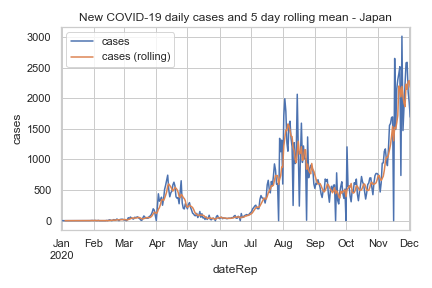 New COVID-19 daily cases and 5 day rolling mean - Japan
cases
cases (rolling)
3000
2500
2000
1500
1000
500
0
cases
Jan Feb Mar Apr May Jun Jul Aug Sep Oct Nov Dec
2020
dateRep